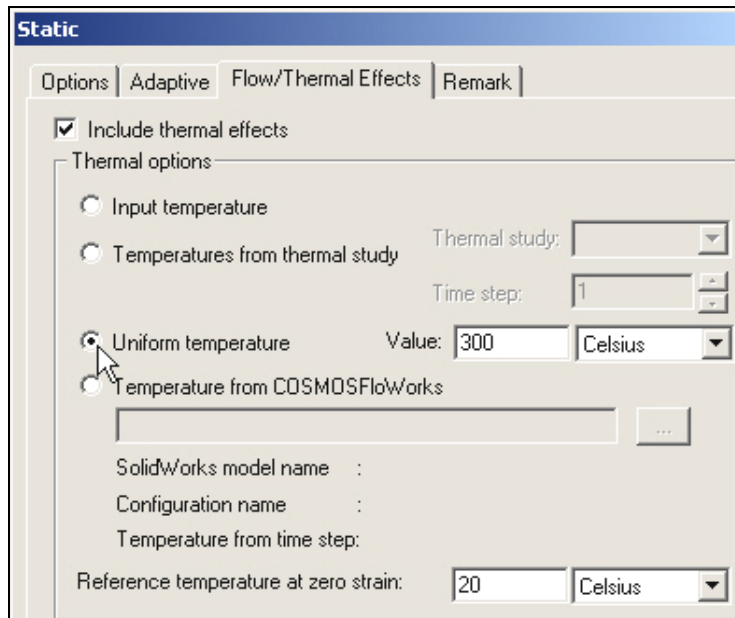 Static
Options Adaptive Flow/Thermal Effects Remark
Include thermal effects
Thermal options
Input temperature
Temperatures from thermal study Thermal study:
Time step: 1
Uniform temperature Value: 300 Celsius
Temperature from COSMOSFloWorks
...
SolidWorks model name :
Configuration name :
Temperature from time step:
Reference temperature at zero strain: 20 Celsius